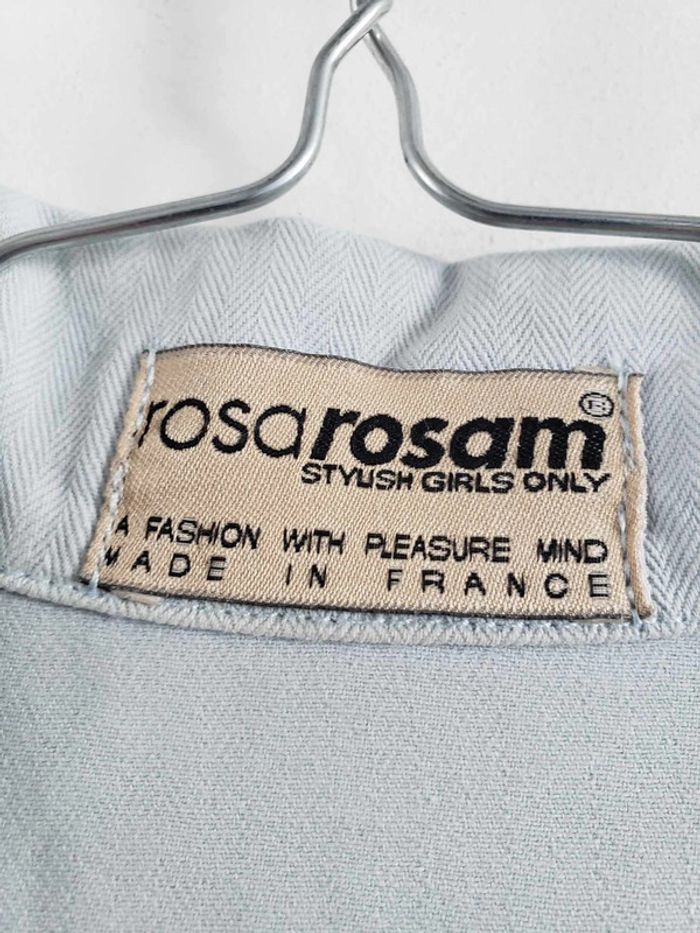 rosarosam®
STYLISH GIRLS ONLY
A FASHION WITH PLEASURE MIND
MADE IN FRANCE